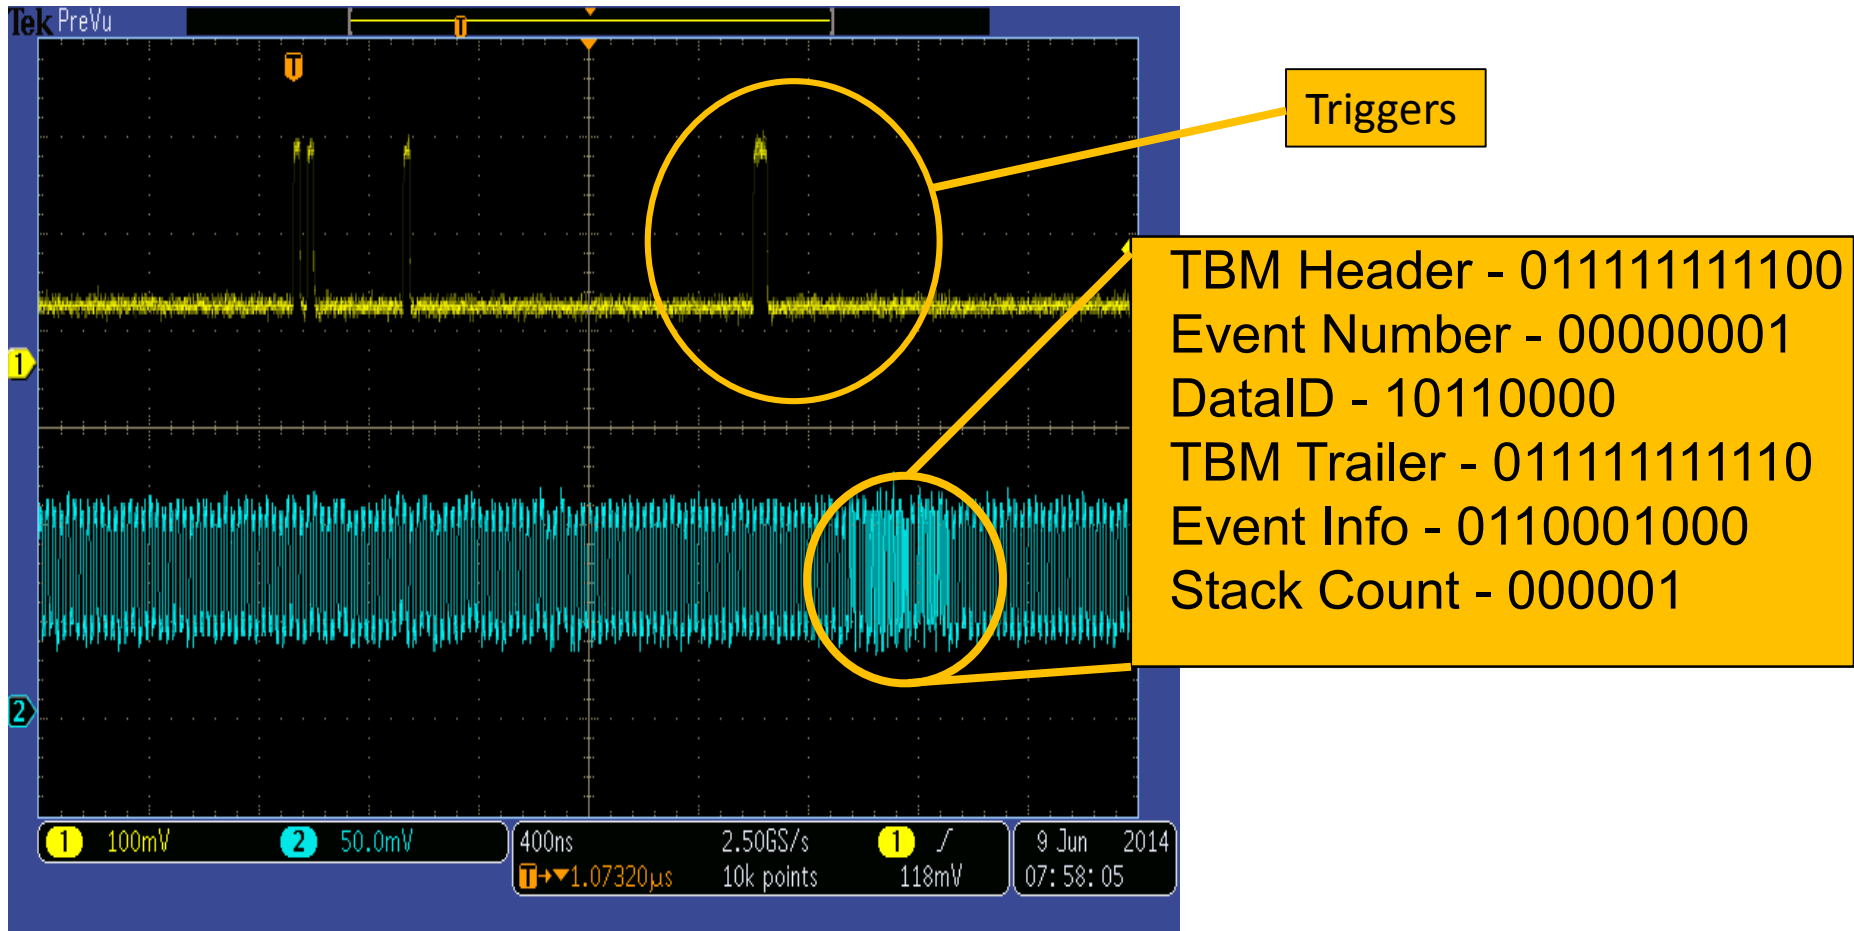 Tek PreVu
T
T
Triggers
TBM Header - 011111111100
Event Number - 00000001
DataID - 10110000
TBM Trailer - 011111111110
Event Info - 0110001000
Stack Count - 000001
1
2
1 100mV 2 50.0mV
400ns 2.50GS/s 1
T→▼1.07320μs 10k points 118mV
9 Jun 2014
07:58:05